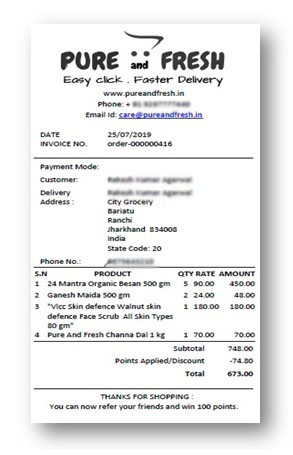 PURE and FRESH
Easy click . Faster Delivery
www.pureandfresh.in
Phone: +
Email Id: care@pureandfresh.in
DATE 25/07/2019
INVOICE NO. order-000000416
Payment Mode:
Customer:
Delivery
Address : City Grocery
Bariatu
Ranchi
Jharkhand 834008
India
State Code: 20
Phone No.:
S.N PRODUCT QTY RATE AMOUNT
1 24 Mantra Organic Besan 500 gm 5 90.00 450.00
2 Ganesh Maida 500 gm 2 24.00 48.00
3 "Vlcc Skin defence Walnut skin 1 180.00 180.00
defence Face Scrub All Skin Types
80 gm"
4 Pure And Fresh Channa Dal 1 kg 1 70.00 70.00
Subtotal 748.00
Points Applied/Discount -74.80
Total 673.00
THANKS FOR SHOPPING :
You can now refer your friends and win 100 points.